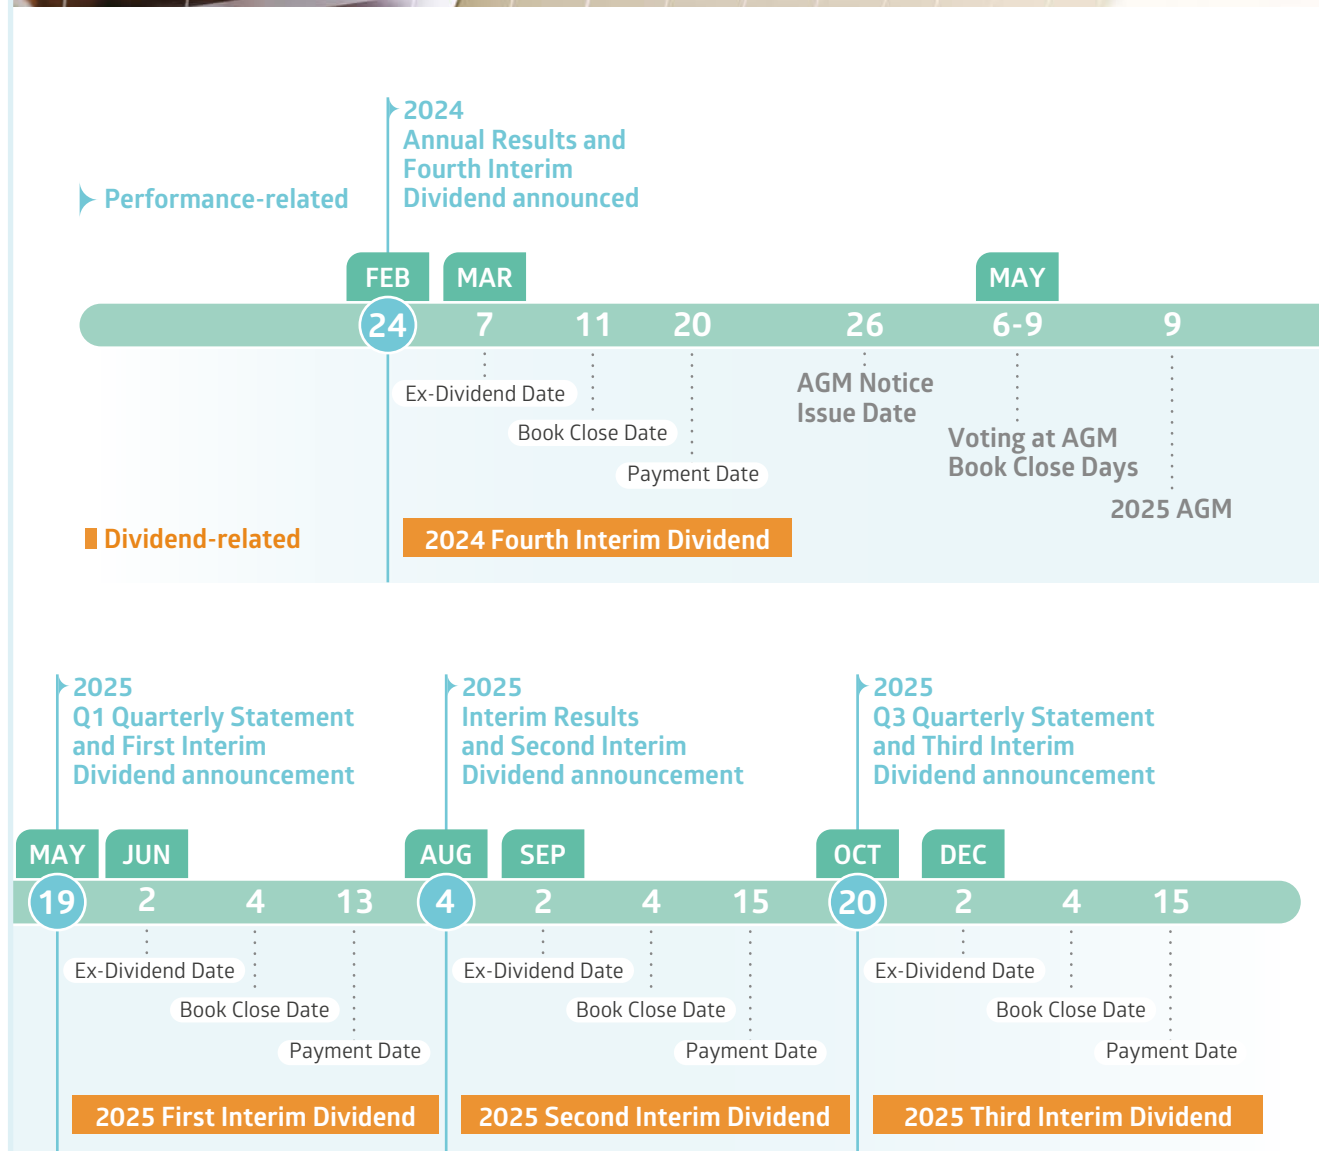 2024
Annual Results and
Fourth Interim
Dividend announced
Performance-related
FEB MAR MAY
24 7 11 20 26 6-9 9
Ex-Dividend Date
Book Close Date
Payment Date
AGM Notice
Issue Date
Voting at AGM
Book Close Days
2025 AGM
Dividend-related
2024 Fourth Interim Dividend
2025
Q1 Quarterly Statement
and First Interim
Dividend announcement
2025
Interim Results
and Second Interim
Dividend announcement
2025
Q3 Quarterly Statement
and Third Interim
Dividend announcement
MAY JUN AUG SEP OCT DEC
19 2 4 13 4 2 4 15 20 2 4 15
Ex-Dividend Date
Book Close Date
Payment Date
Ex-Dividend Date
Book Close Date
Payment Date
Ex-Dividend Date
Book Close Date
Payment Date
2025 First Interim Dividend
2025 Second Interim Dividend
2025 Third Interim Dividend